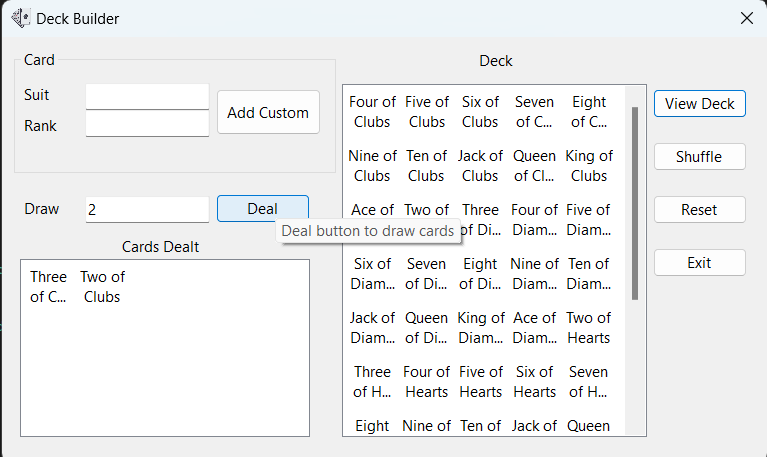 Deck Builder
Card
Suit
Rank
Add Custom
Draw
2
Deal
Deal button to draw cards
Cards Dealt
Three Two of
of C... Clubs
Deck
Four of Five of Six of Seven Eight
Clubs Clubs Clubs of C... of C...
Nine of Ten of Jack of Queen King of
Clubs Clubs Clubs of Cl... Clubs
Ace of Two of Three Four of Five of
of Di... Diam... Diam...
Six of Seven Eight Nine of Ten of
Diam... of Di... of Di... Diam... Diam...
Jack of Queen King of Ace of Two of
Diam... of Di... Diam... Diam... Hearts
Three Four of Five of Six of Seven
of H... Hearts Hearts Hearts of H...
Eight Nine of Ten of Jack of Queen
View Deck
Shuffle
Reset
Exit